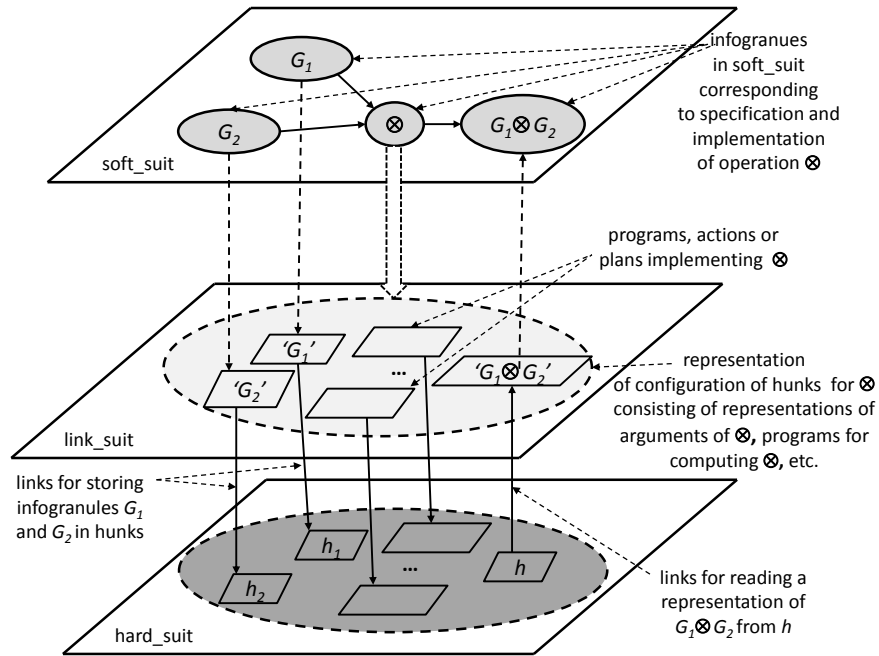 G1
G2
⊗
G1⊗G2
soft_suit
infogranues
in soft_suit
corresponding
to specification and
implementation
of operation ⊗
programs, actions or
plans implementing ⊗
‘G1’
‘G2’
...
‘G1⊗G2’
link_suit
representation
of configuration of hunks for ⊗
consisting of representations of
arguments of ⊗, programs for
computing ⊗, etc.
links for storing
infogranules G1
and G2 in hunks
h1
h2
...
h
hard_suit
links for reading a
representation of
G1⊗G2 from h